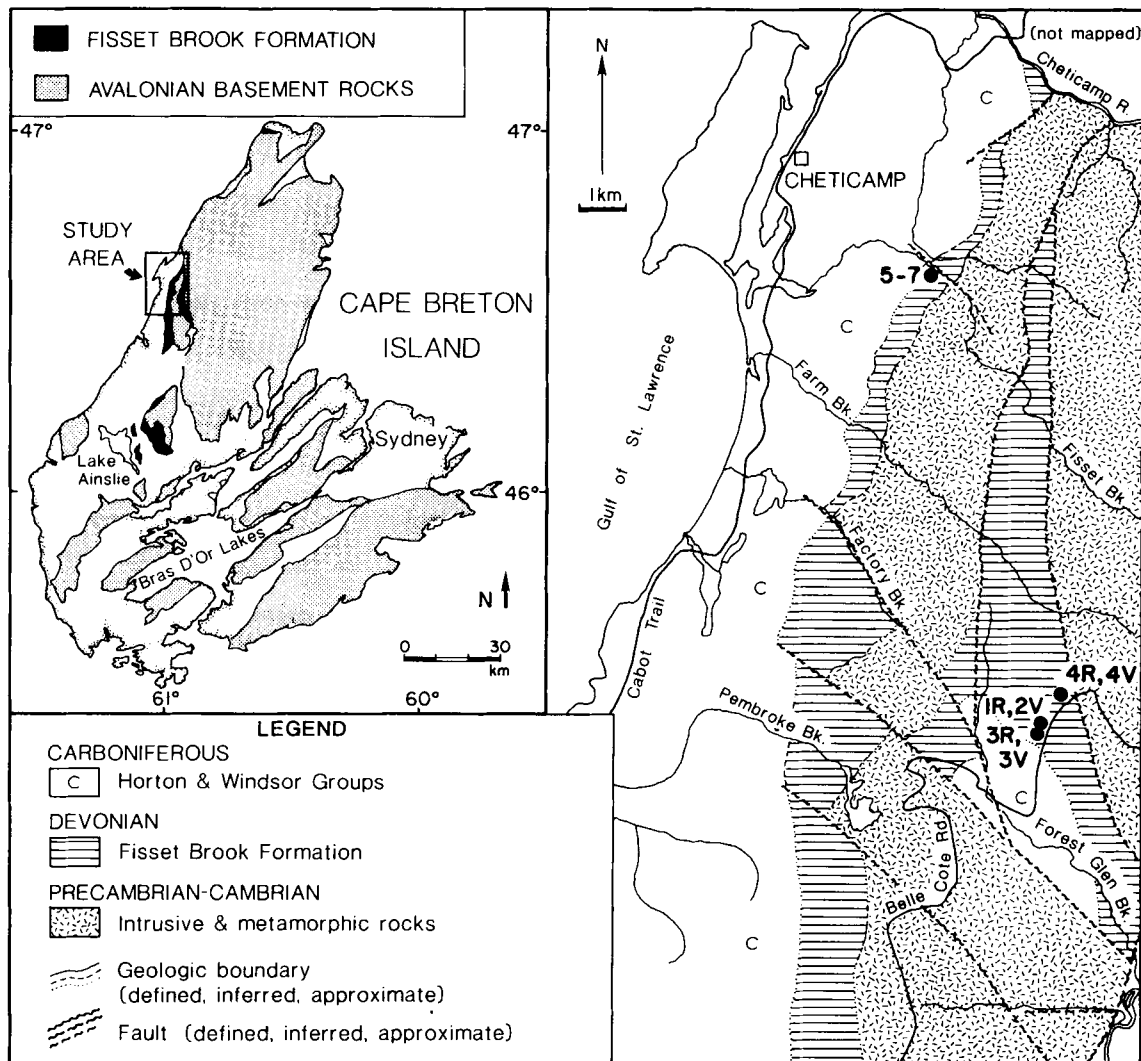 FISSET BROOK FORMATION
AVALONIAN BASEMENT ROCKS
47°
47°
STUDY
AREA
CAPE BRETON
ISLAND
Lake
Ainslie
Sydney
46°
Bras D'Or Lakes
N
0 30
km
61°
60°
LEGEND
CARBONIFEROUS
C Horton & Windsor Groups
DEVONIAN
Fisset Brook Formation
PRECAMBRIAN-CAMBRIAN
Intrusive & metamorphic rocks
Geologic boundary
(defined, inferred, approximate)
Fault (defined, inferred, approximate)
N
1km
(not mapped)
Cheticamp R.
C
CHETICAMP
5-7
C
Gulf of St. Lawrence
Farm Bk.
Fisset Bk.
Factory Bk.
C
Cabot Trail
4R,4V
1R,2V
3R,
3V
Pembroke Bk.
C
Forest Glen Bk.
Belle Cote Rd.
C